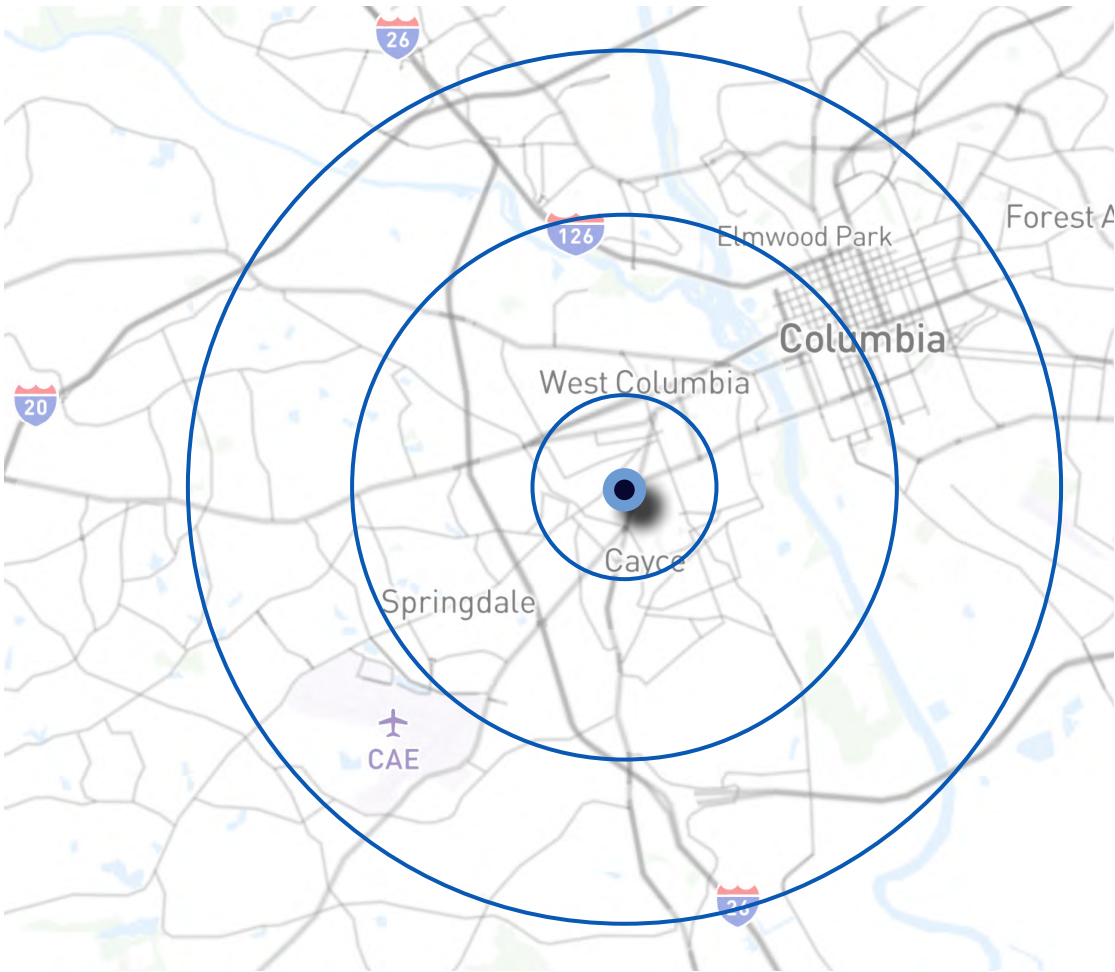 26
Forest A
126
Elmwood Park
Columbia
West Columbia
20
Cayce
Springdale
CAE
26